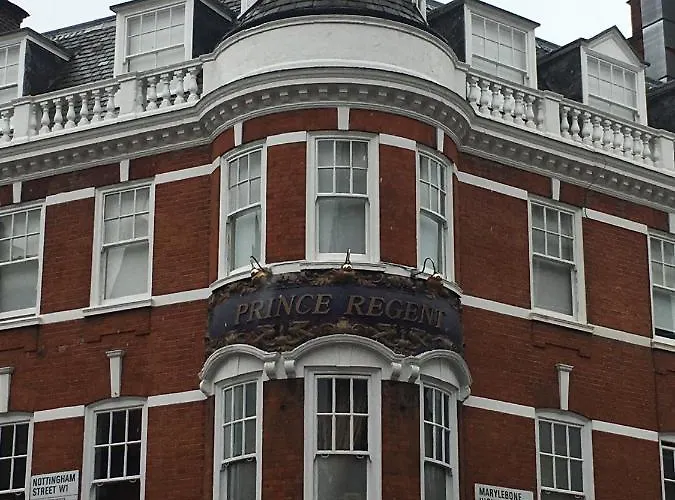 PRINCE REGENT
NOTTINGHAM
STREET W1
MARYLEBONE